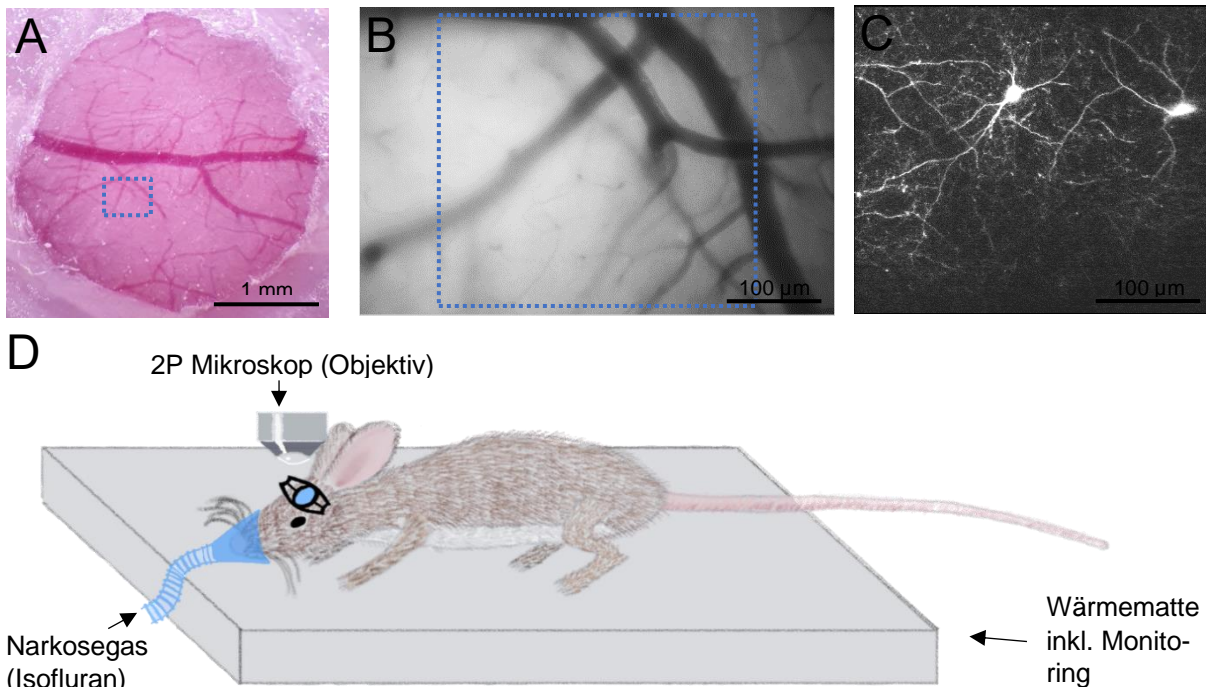 A
B
C
1 mm
100 µm
100 µm
D
2P Mikroskop (Objektiv)
Narkosegas
(Isofluran)
Wärmematte
inkl. Monito-
ring